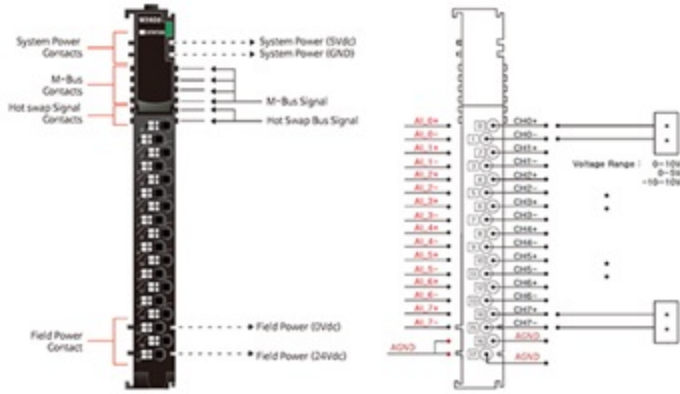 System Power
Contacts
M-Bus
Contacts
Hot swap Signal
Contacts
Field Power
Contact
System Power (5Vdc)
System Power (GND)
M-Bus Signal
Hot Swap Bus Signal
Field Power (0Vdc)
Field Power (24Vdc)
AI_0+
AI_0-
AI_1+
AI_1-
AI_2+
AI_2-
AI_3+
AI_3-
AI_4+
AI_4-
AI_5+
AI_5-
AI_6+
AI_6-
AI_7+
AI_7-
AGND
CH0+
CH0-
CH1+
CH1-
CH2+
CH2-
CH3+
CH3-
CH4+
CH4-
CH5+
CH5-
CH6+
CH6-
CH7+
CH7-
AGND
AGND
Voltage Range : 0-10V
0-5V
-10-10V